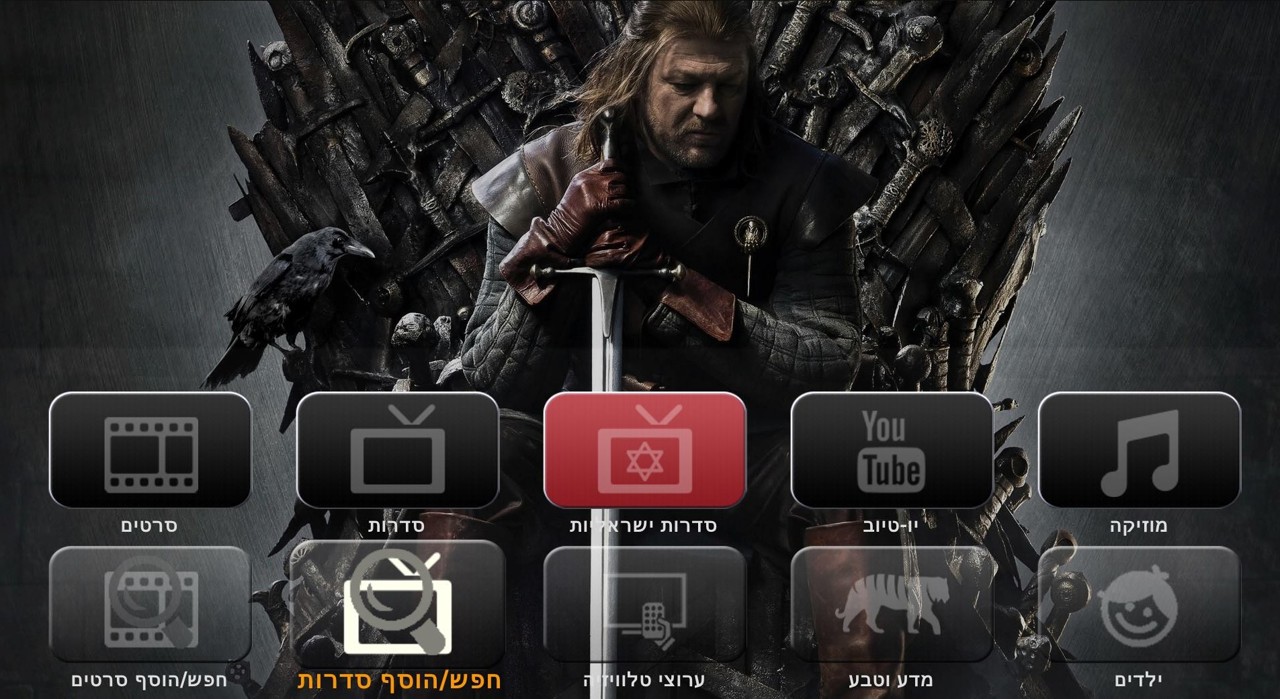 You
Tube
סרטים
סדרות
סדרות ישראליות
יו-טיוב
מוזיקה
חפש/הוסף סרטים
חפש/הוסף סדרות
ערוצי טלוויזיה
מדע וטבע
ילדים